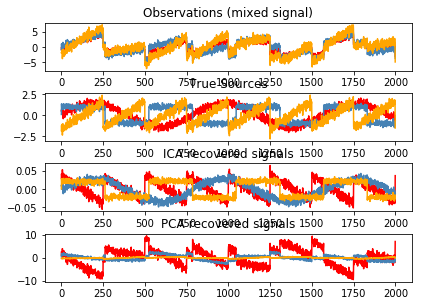 Observations (mixed signal)
5
0
−5
0 250 500 750 1000 1250 1500 1750 2000
True Sources
2.5
0.0
−2.5
0 250 500 750 1000 1250 1500 1750 2000
ICA recovered signals
0.05
0.00
−0.05
0 250 500 750 1000 1250 1500 1750 2000
PCA recovered signals
10
0
−10
0 250 500 750 1000 1250 1500 1750 2000